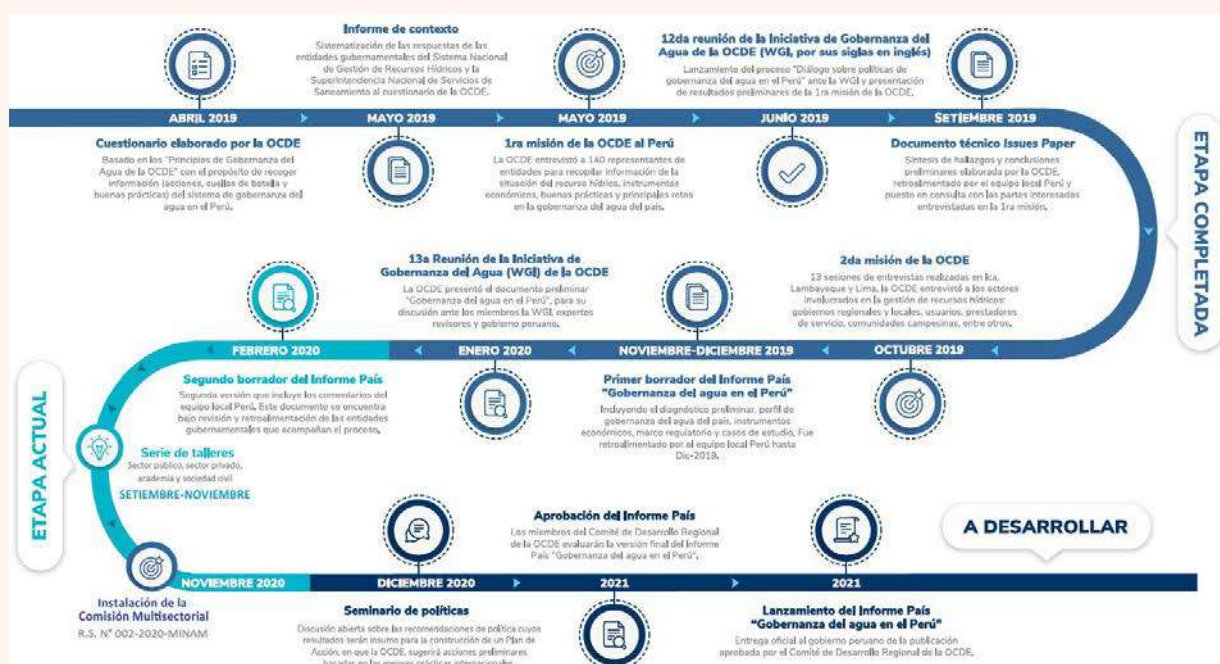 Informe de contexto
Sistematización de las respuestas de las
entidades gubernamentales del Sistema Nacional
de Gestión de Recursos Hídricos y la
Superintendencia Nacional de Servicios de
Saneamiento al cuestionario de la OCDE.
12da reunión de la Iniciativa de Gobernanza del
Agua de la OCDE (WGI, por sus siglas en inglés)
Lanzamiento del proceso "Diálogo sobre políticas de
gobernanza del agua en el Perú" ante la WGI y presentación
de resultados preliminares de la 1ra misión de la OCDE.
ABRIL 2019
MAYO 2019
MAYO 2019
JUNIO 2019
SETIEMBRE 2019
Cuestionario elaborado por la OCDE
Basado en los "Principios de Gobernanza del
Agua de la OCDE" con el propósito de recoger
información (acciones, cuellos de botella y
buenas prácticas) del sistema de gobernanza del
agua en el Perú.
1ra misión de la OCDE al Perú
La OCDE entrevistó a 140 representantes de
entidades para recopilar información de la
situación del recurso hídrico, instrumentos
económicos, buenas prácticas y principales retos
en la gobernanza del agua del país.
Documento técnico Issues Paper
Síntesis de hallazgos y conclusiones
preliminares elaborada por la OCDE,
retroalimentado por el equipo local Perú y
puesto en consulta con las partes interesadas
entrevistadas en la 1ra misión.
ETAPA COMPLETADA
13a Reunión de la Iniciativa de
Gobernanza del Agua (WGI) de la OCDE
La OCDE presentó el documento preliminar
"Gobernanza del agua en el Perú", para su
discusión ante los miembros la WGI, expertos
revisores y gobierno peruano.
2da misión de la OCDE
13 sesiones de entrevistas realizadas en Ica,
Lambayeque y Lima, la OCDE entrevistó a los actores
involucrados en la gestión de recursos hídricos:
gobiernos regionales y locales, usuarios, prestadores
de servicio, comunidades campesinas, entre otros.
FEBRERO 2020
ENERO 2020
NOVIEMBRE-DICIEMBRE 2019
OCTUBRE 2019
Segundo borrador del Informe País
Segunda versión que incluye los comentarios del
equipo local Perú. Este documento se encuentra
bajo revisión y retroalimentación de las entidades
gubernamentales que acompañan el proceso.
Primer borrador del Informe País
"Gobernanza del agua en el Perú"
Incluyendo el diagnóstico preliminar, perfil de
gobernanza del agua del país, instrumentos
económicos, marco regulatorio y casos de estudio. Fue
retroalimentado por el equipo local Perú hasta
Dic-2019.
ETAPA ACTUAL
Serie de talleres
Sector público, sector privado,
academia y sociedad civil
SETIEMBRE-NOVIEMBRE
Aprobación del Informe País
Los miembros del Comité de Desarrollo Regional
de la OCDE evaluarán la versión final del Informe
País "Gobernanza del agua en el Perú".
A DESARROLLAR
NOVIEMBRE 2020
DICIEMBRE 2020
2021
2021
Instalación de la
Comisión Multisectorial
R.S. N° 002-2020-MINAM
Seminario de políticas
Discusión abierta sobre las recomendaciones de política cuyos
resultados serán insumo para la construcción de un Plan de
Acción, en que la OCDE, sugerirá acciones preliminares
basadas en las mejores prácticas internacionales
Lanzamiento del Informe País
"Gobernanza del agua en el Perú"
Entrega oficial al gobierno peruano de la publicación
aprobada por el Comité de Desarrollo Regional de la OCDE.